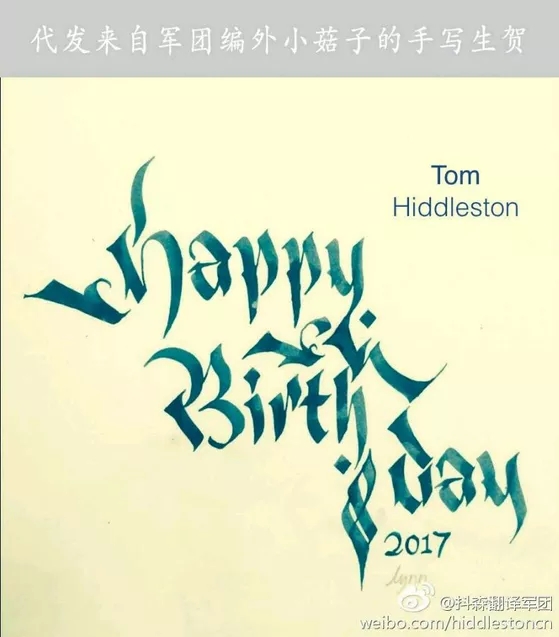 代发来自军团编外小菇子的手写生贺
Tom
Hiddleston
happy
Birth
day
2017
lynn
@抖森翻译军团
weibo.com/hiddlestoncn